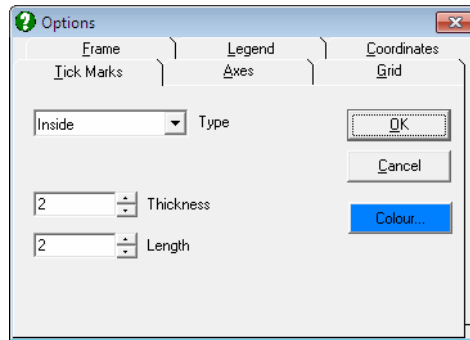 Options
Frame Legend Coordinates
Tick Marks Axes Grid
Inside Type OK
Cancel
2 Thickness Colour...
2 Length